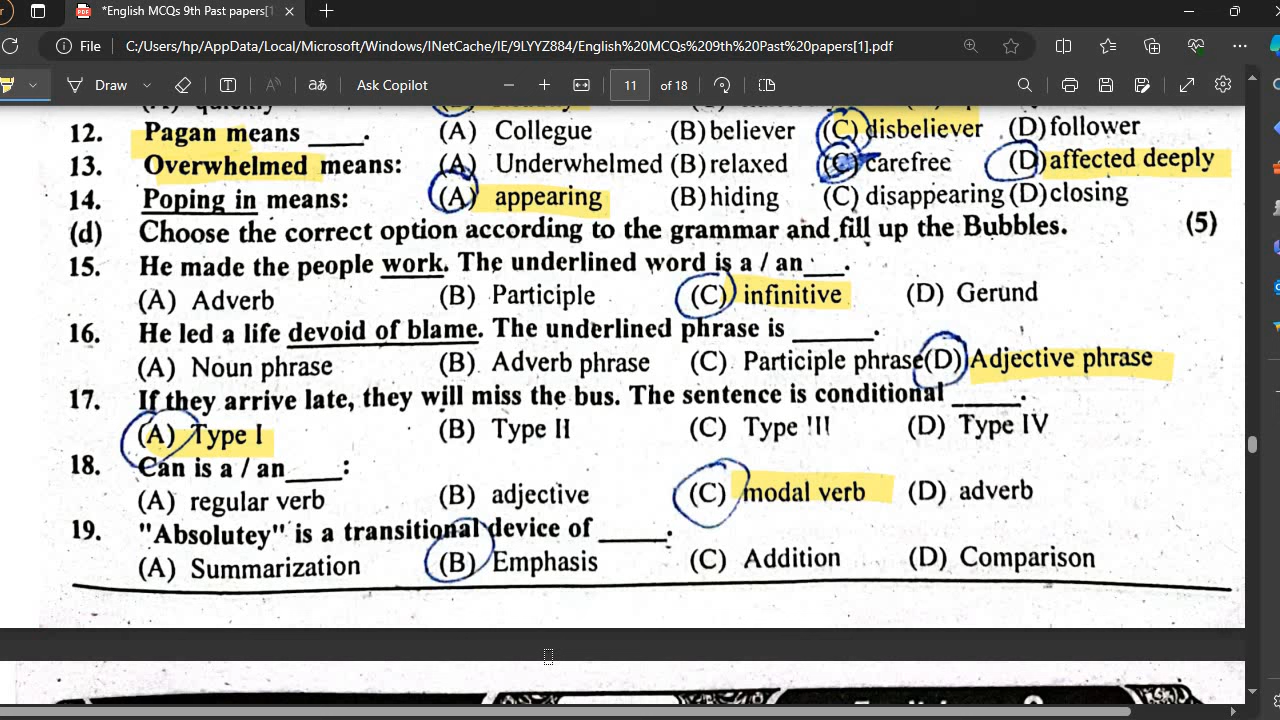 *English MCQs 9th Past papers[1
File C:/Users/hp/AppData/Local/Microsoft/Windows/INetCache/IE/9LYYZ884/English%20MCQs%209th%20Past%20papers[1].pdf
Draw Ask Copilot 11 of 18
12. Pagan means ____. (A) Collegue (B) believer (C) disbeliever (D) follower
13. Overwhelmed means: (A) Underwhelmed (B) relaxed (C) carefree (D) affected deeply
14. Poping in means: (A) appearing (B) hiding (C) disappearing (D) closing
(d) Choose the correct option according to the grammar and fill up the Bubbles. (5)
15. He made the people work. The underlined word is a / an ___.
(A) Adverb (B) Participle (C) infinitive (D) Gerund
16. He led a life devoid of blame. The underlined phrase is ______.
(A) Noun phrase (B) Adverb phrase (C) Participle phrase (D) Adjective phrase
17. If they arrive late, they will miss the bus. The sentence is conditional _____.
(A) Type I (B) Type II (C) Type III (D) Type IV
18. Can is a / an____:
(A) regular verb (B) adjective (C) modal verb (D) adverb
19. "Absolutey" is a transitional device of _____:
(A) Summarization (B) Emphasis (C) Addition (D) Comparison